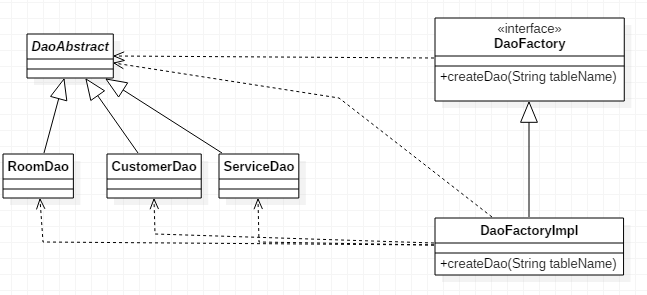 DaoAbstract
«interface»
DaoFactory
+createDao(String tableName)
RoomDao
CustomerDao
ServiceDao
DaoFactoryImpl
+createDao(String tableName)